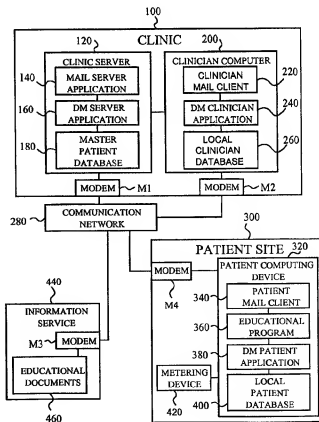 100
CLINIC
120
CLINIC SERVER
140
MAIL SERVER
APPLICATION
160
DM SERVER
APPLICATION
180
MASTER
PATIENT
DATABASE
200
CLINICIAN COMPUTER
CLINICIAN
MAIL CLIENT
220
DM CLINICIAN
APPLICATION
240
LOCAL
CLINICIAN
DATABASE
260
MODEM
M1
MODEM
M2
280
COMMUNICATION
NETWORK
300
PATIENT SITE
MODEM
M4
320
PATIENT COMPUTING
DEVICE
340
PATIENT
MAIL CLIENT
360
EDUCATIONAL
PROGRAM
380
DM PATIENT
APPLICATION
METERING
DEVICE
420
400
LOCAL
PATIENT
DATABASE
440
INFORMATION
SERVICE
M3
MODEM
EDUCATIONAL
DOCUMENTS
460